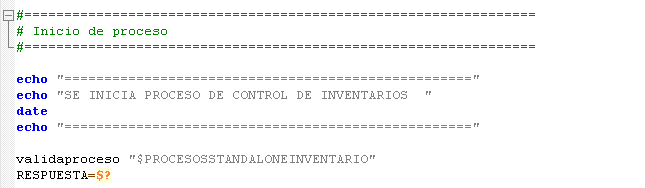 #================================================================
# Inicio de proceso
#================================================================
echo "==================================================="
echo "SE INICIA PROCESO DE CONTROL DE INVENTARIOS  "
date
echo "==================================================="
validaproceso "$PROCESOSSTANDALONEINVENTARIO"
RESPUESTA=$?